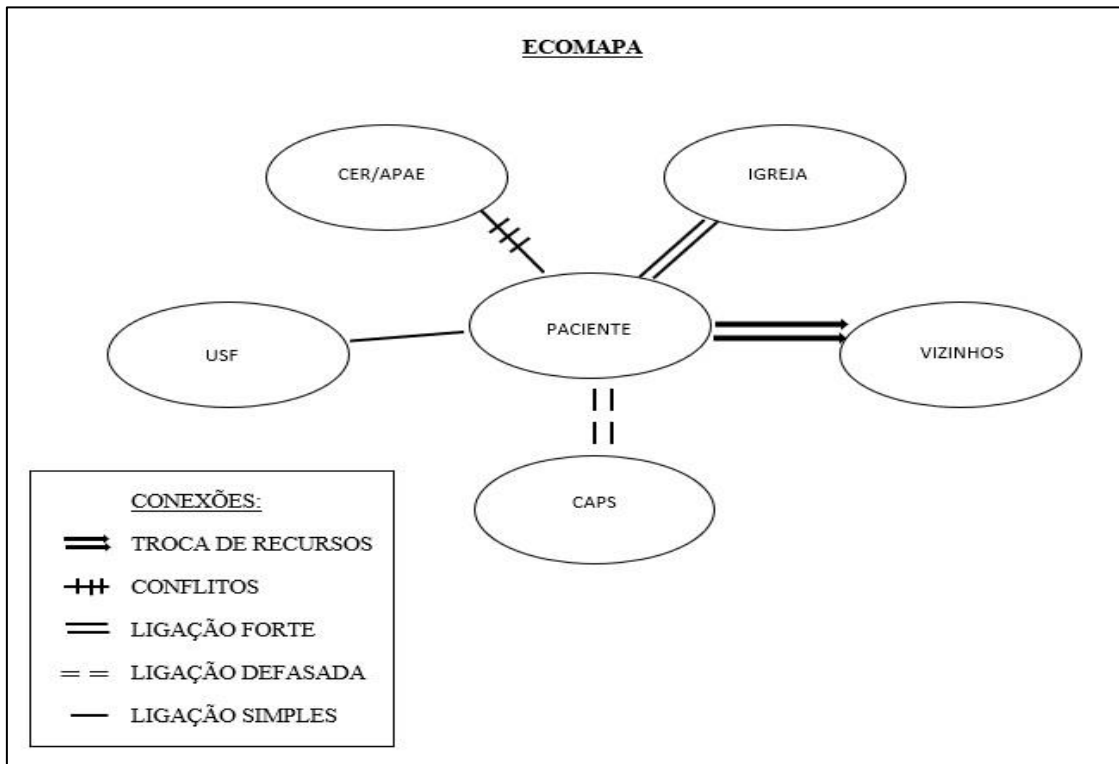 ECOMAPA
CER/APAE
IGREJA
PACIENTE
USF
VIZINHOS
CAPS
CONEXÕES:
TROCA DE RECURSOS
CONFLITOS
LIGAÇÃO FORTE
LIGAÇÃO DEFASADA
LIGAÇÃO SIMPLES